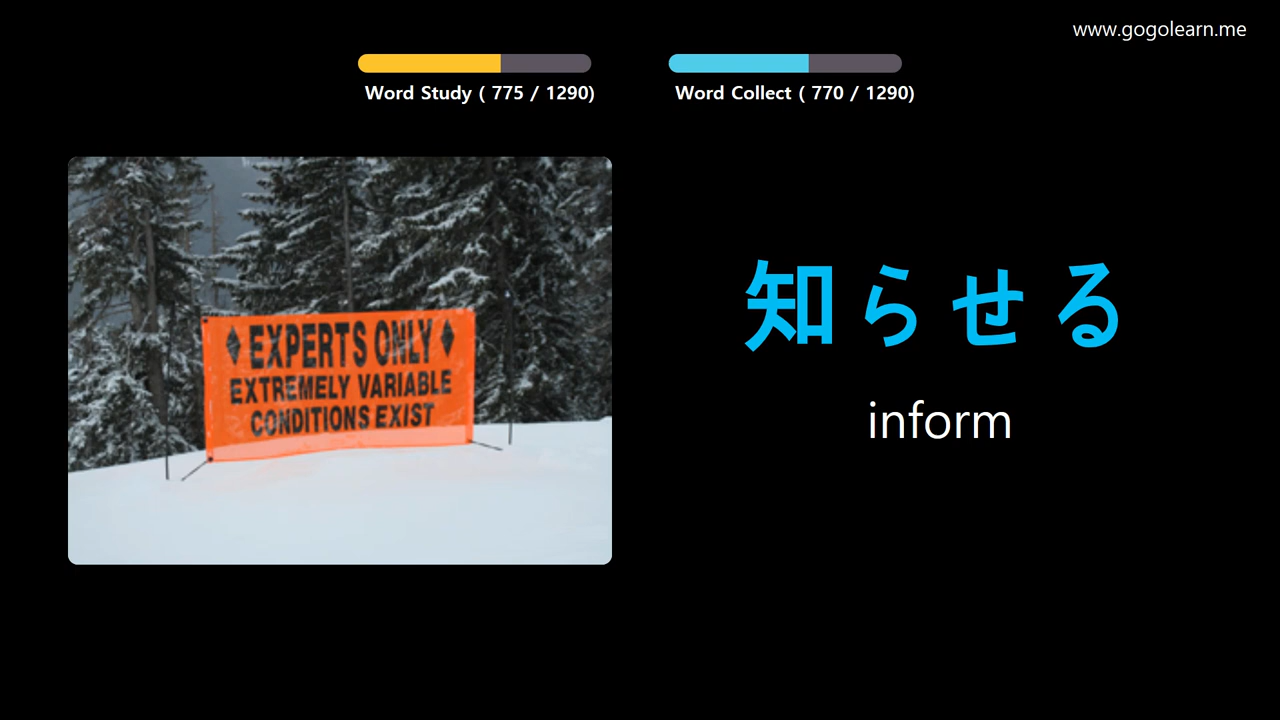 www.gogolearn.me
Word Study ( 775 / 1290)
Word Collect ( 770 / 1290)
EXPERTS ONLY
EXTREMELY VARIABLE
CONDITIONS EXIST
知らせる
inform